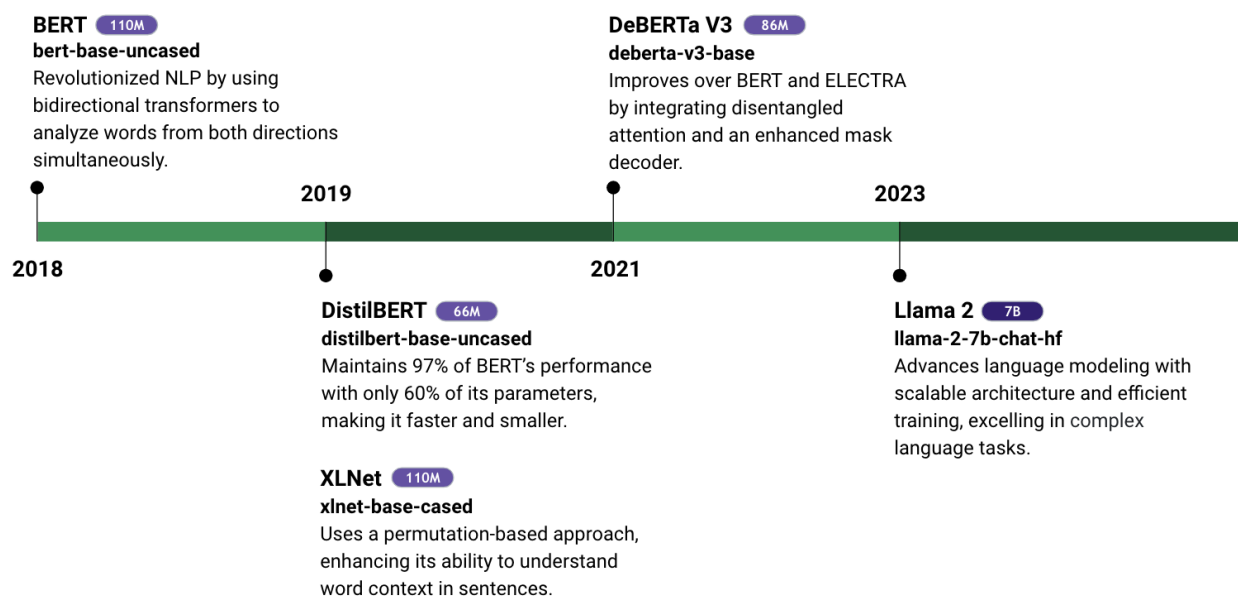 BERT 110M
bert-base-uncased
Revolutionized NLP by using
bidirectional transformers to
analyze words from both directions
simultaneously.
DeBERTa V3 86M
deberta-v3-base
Improves over BERT and ELECTRA
by integrating disentangled
attention and an enhanced mask
decoder.
2019
2023
2018
2021
DistilBERT 66M
distilbert-base-uncased
Maintains 97% of BERT’s performance
with only 60% of its parameters,
making it faster and smaller.
XLNet 110M
xlnet-base-cased
Uses a permutation-based approach,
enhancing its ability to understand
word context in sentences.
Llama 2 7B
llama-2-7b-chat-hf
Advances language modeling with
scalable architecture and efficient
training, excelling in complex
language tasks.